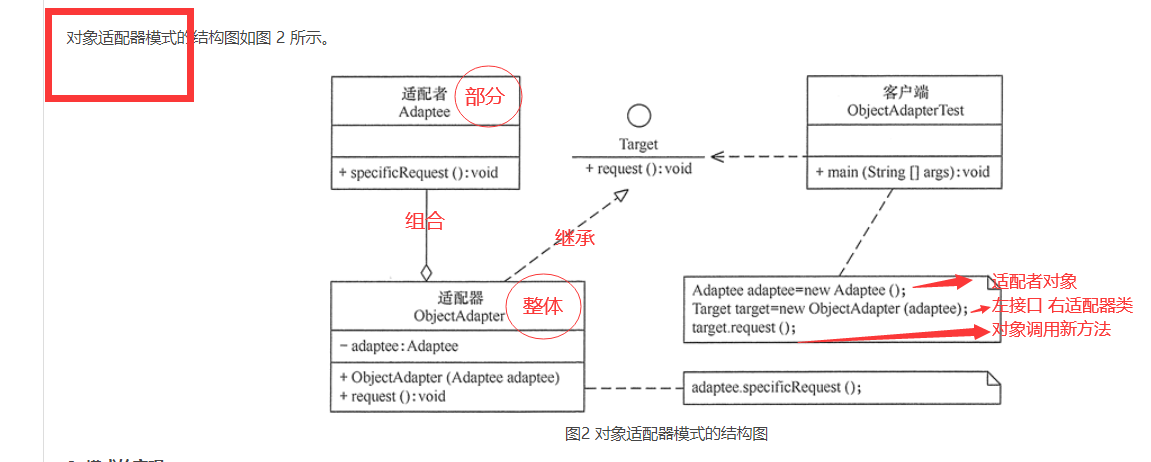 对象适配器模式的结构图如图 2 所示。
适配者
Adaptee
部分
+ specificRequest ():void
Target
+ request ():void
客户端
ObjectAdapterTest
+ main (String [] args):void
组合
继承
适配器
ObjectAdapter
整体
- adaptee:Adaptee
+ ObjectAdapter (Adaptee adaptee)
+ request ():void
Adaptee adaptee=new Adaptee ();
Target target=new ObjectAdapter (adaptee);
target.request ();
适配者对象
左接口 右适配器类
对象调用新方法
adaptee.specificRequest ();
图2 对象适配器模式的结构图